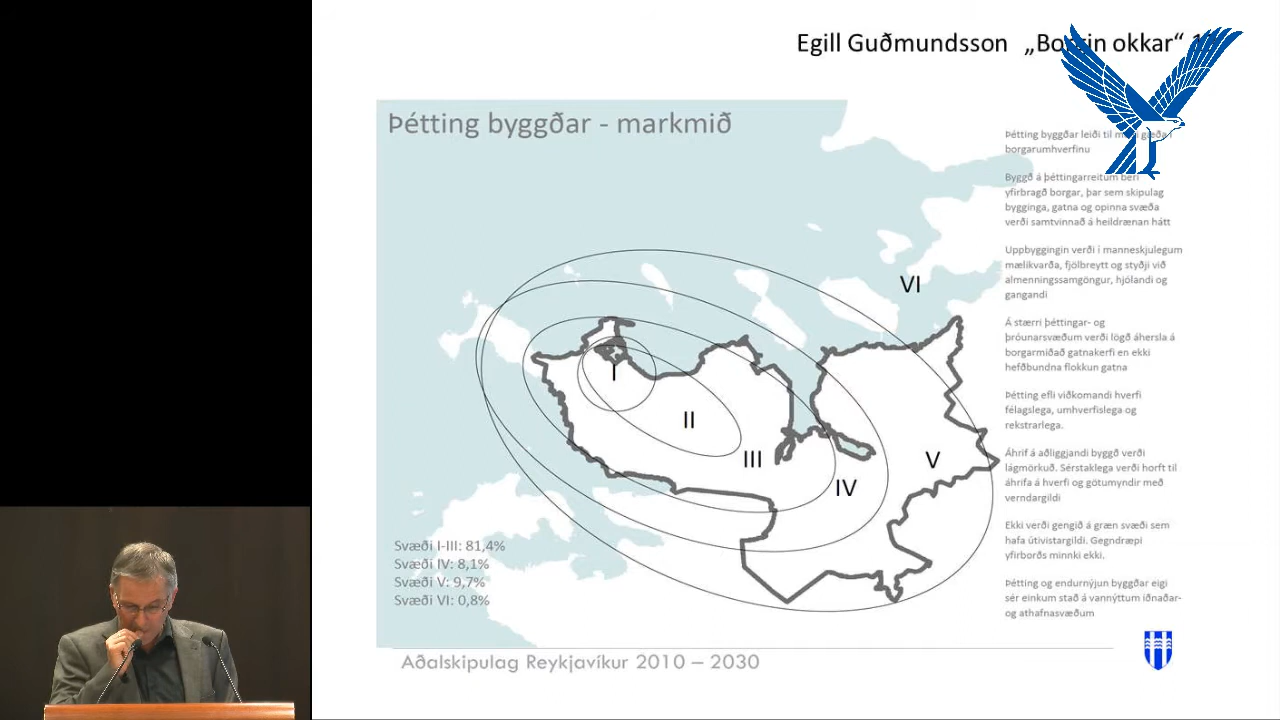 Egill Guðmundsson „Borgin okkar“
Þétting byggðar - markmið
Þétting byggðar leiði til meiri gæða í
borgarumhverfinu
Byggð á þéttingarreitum beri
yfirbragð borgar, þar sem skipulag
bygginga, gatna og opinna svæða
verði samtvinnað á heildrænan hátt
Uppbyggingin verði í manneskjulegum
mælikvarða, fjölbreytt og styðji við
almenningssamgöngur, hjólandi og
gangandi
Á stærri þéttingar- og
þróunarsvæðum verði lögð áhersla á
borgarmiðað gatnakerfi en ekki
hefðbundna flokkun gatna
Þétting efli viðkomandi hverfi
félagslega, umhverfislega og
rekstrarlega.
Áhrif á aðliggjandi byggð verði
lágmörkuð. Sérstaklega verði horft til
áhrifa á hverfi og götumyndir með
verndargildi
Ekki verði gengið á græn svæði sem
hafa útivistargildi. Gegndræpi
yfirborðs minnki ekki.
Þétting og endurnýjun byggðar eigi
sér einkum stað á vannýttum iðnaðar-
og athafnasvæðum
VI
I
II
III
IV
V
Svæði I-III: 81,4%
Svæði IV: 8,1%
Svæði V: 9,7%
Svæði VI: 0,8%
Aðalskipulag Reykjavíkur 2010 – 2030